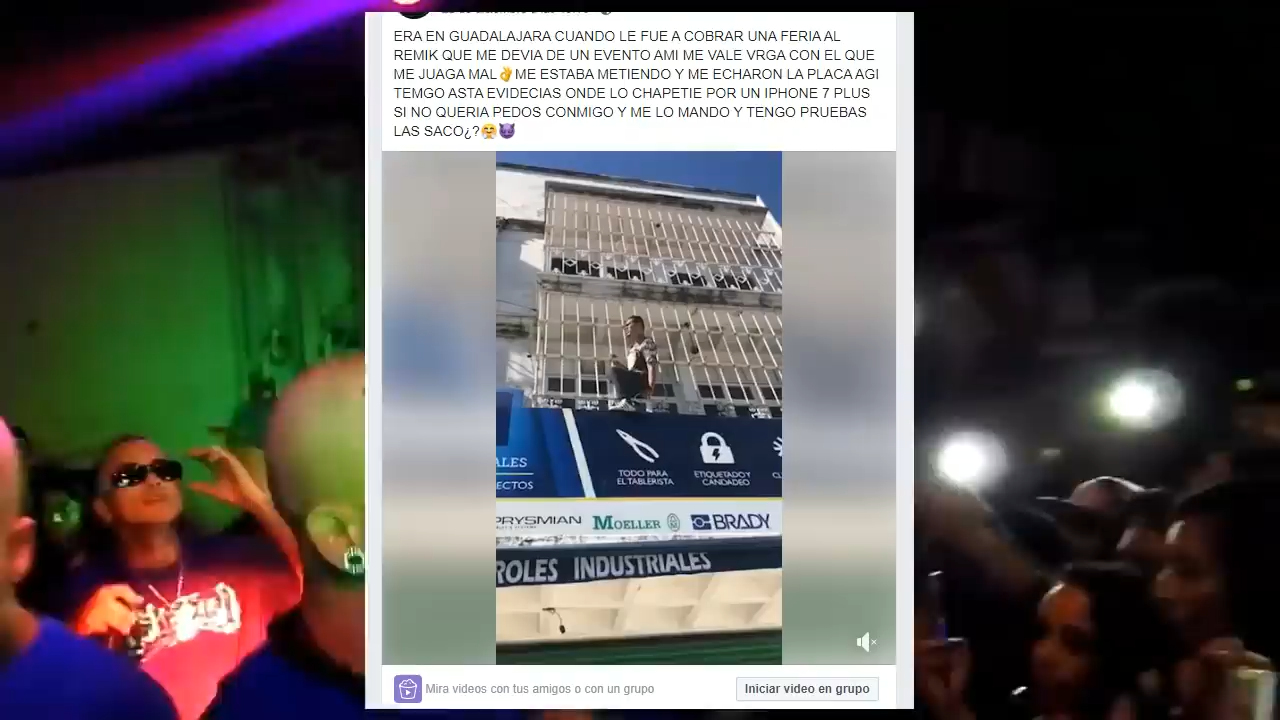 ERA EN GUADALAJARA CUANDO LE FUE A COBRAR UNA FERIA AL
REMIK QUE ME DEVIA DE UN EVENTO AMI ME VALE VRGA CON EL QUE
ME JUAGA MAL👌ME ESTABA METIENDO Y ME ECHARON LA PLACA AGI
TEMGO ASTA EVIDECIAS ONDE LO CHAPETIE POR UN IPHONE 7 PLUS
SI NO QUERIA PEDOS CONMIGO Y ME LO MANDO Y TENGO PRUEBAS
LAS SACO¿?🤗😈
ALES
ECTOS
TODO PARA
EL TABLERISTA
ETIQUETADO Y
CANDADEO
PRYSMIAN
MOELLER
BRADY
ROLES INDUSTRIALES
Mira videos con tus amigos o con un grupo
Iniciar video en grupo